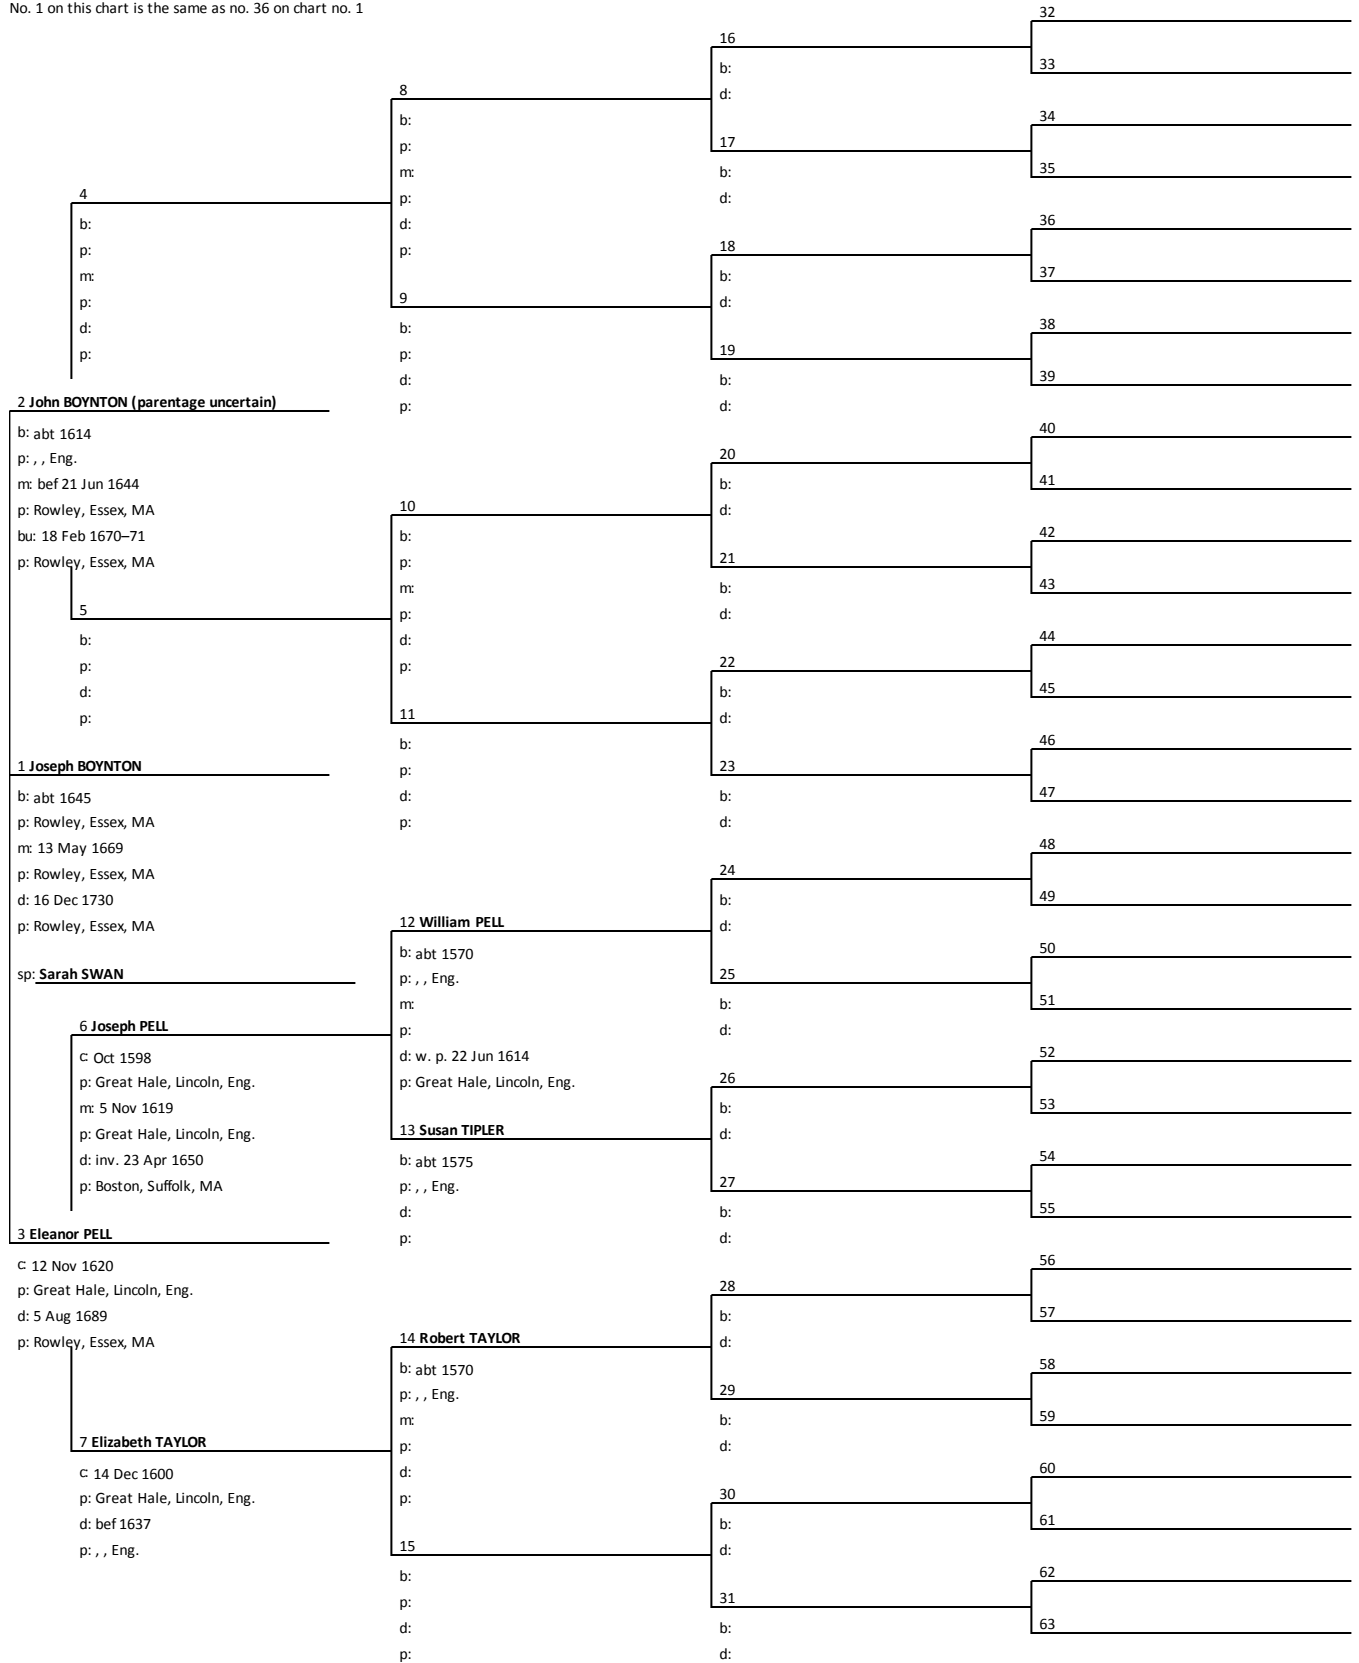 No. 1 on this chart is the same as no. 36 on chart no. 1
4
b:
p:
m:
p:
d:
p:
2 John BOYNTON (parentage uncertain)
b: abt 1614
p: , , Eng.
m: bef 21 Jun 1644
p: Rowley, Essex, MA
bu: 18 Feb 1670–71
p: Rowley, Essex, MA
5
b:
p:
d:
p:
1 Joseph BOYNTON
b: abt 1645
p: Rowley, Essex, MA
m: 13 May 1669
p: Rowley, Essex, MA
d: 16 Dec 1730
p: Rowley, Essex, MA
sp: Sarah SWAN
6 Joseph PELL
c: Oct 1598
p: Great Hale, Lincoln, Eng.
m: 5 Nov 1619
p: Great Hale, Lincoln, Eng.
d: inv. 23 Apr 1650
p: Boston, Suffolk, MA
3 Eleanor PELL
c: 12 Nov 1620
p: Great Hale, Lincoln, Eng.
d: 5 Aug 1689
p: Rowley, Essex, MA
7 Elizabeth TAYLOR
c: 14 Dec 1600
p: Great Hale, Lincoln, Eng.
d: bef 1637
p: , , Eng.
8
b:
p:
m:
p:
d:
p:
9
b:
p:
d:
p:
10
b:
p:
m:
p:
d:
p:
11
b:
p:
d:
p:
12 William PELL
b: abt 1570
p: , , Eng.
m:
p:
d: w. p. 22 Jun 1614
p: Great Hale, Lincoln, Eng.
13 Susan TIPLER
b: abt 1575
p: , , Eng.
d:
p:
14 Robert TAYLOR
b: abt 1570
p: , , Eng.
m:
p:
d:
p:
15
b:
p:
d:
p:
16
b:
d:
17
b:
d:
18
b:
d:
19
b:
d:
20
b:
d:
21
b:
d:
22
b:
d:
23
b:
d:
24
b:
d:
25
b:
d:
26
b:
d:
27
b:
d:
28
b:
d:
29
b:
d:
30
b:
d:
31
b:
d:
32
33
34
35
36
37
38
39
40
41
42
43
44
45
46
47
48
49
50
51
52
53
54
55
56
57
58
59
60
61
62
63